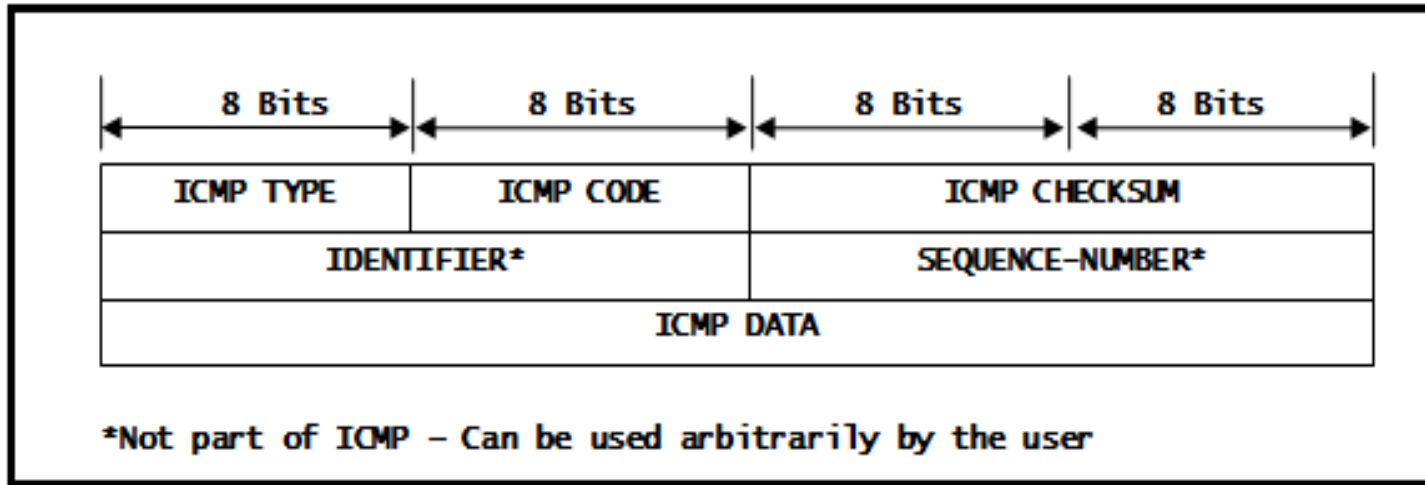 8 Bits 8 Bits 8 Bits 8 Bits
ICMP TYPE ICMP CODE ICMP CHECKSUM
IDENTIFIER* SEQUENCE-NUMBER*
ICMP DATA
*Not part of ICMP – Can be used arbitrarily by the user